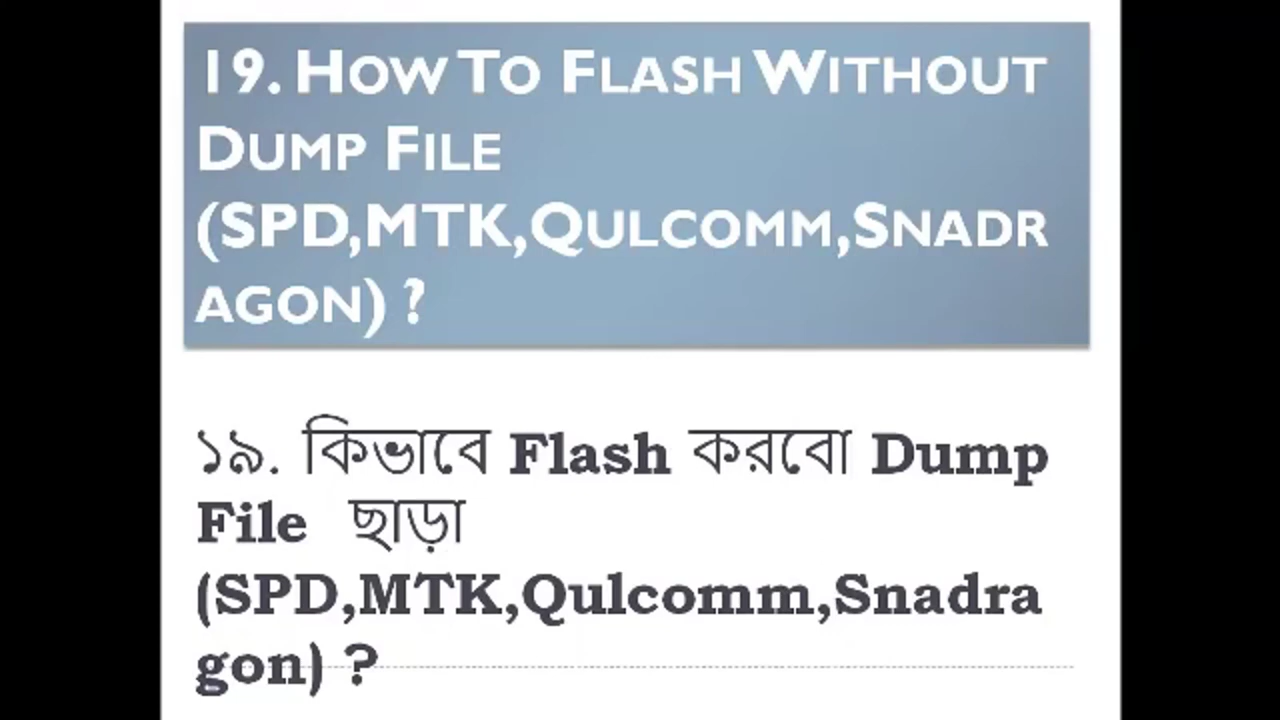 19. How To Flash Without
Dump File
(SPD,MTK,Qulcomm,Snadr
agon) ?
১৯. কিভাবে Flash করবো Dump
File ছাড়া
(SPD,MTK,Qulcomm,Snadra
gon) ?